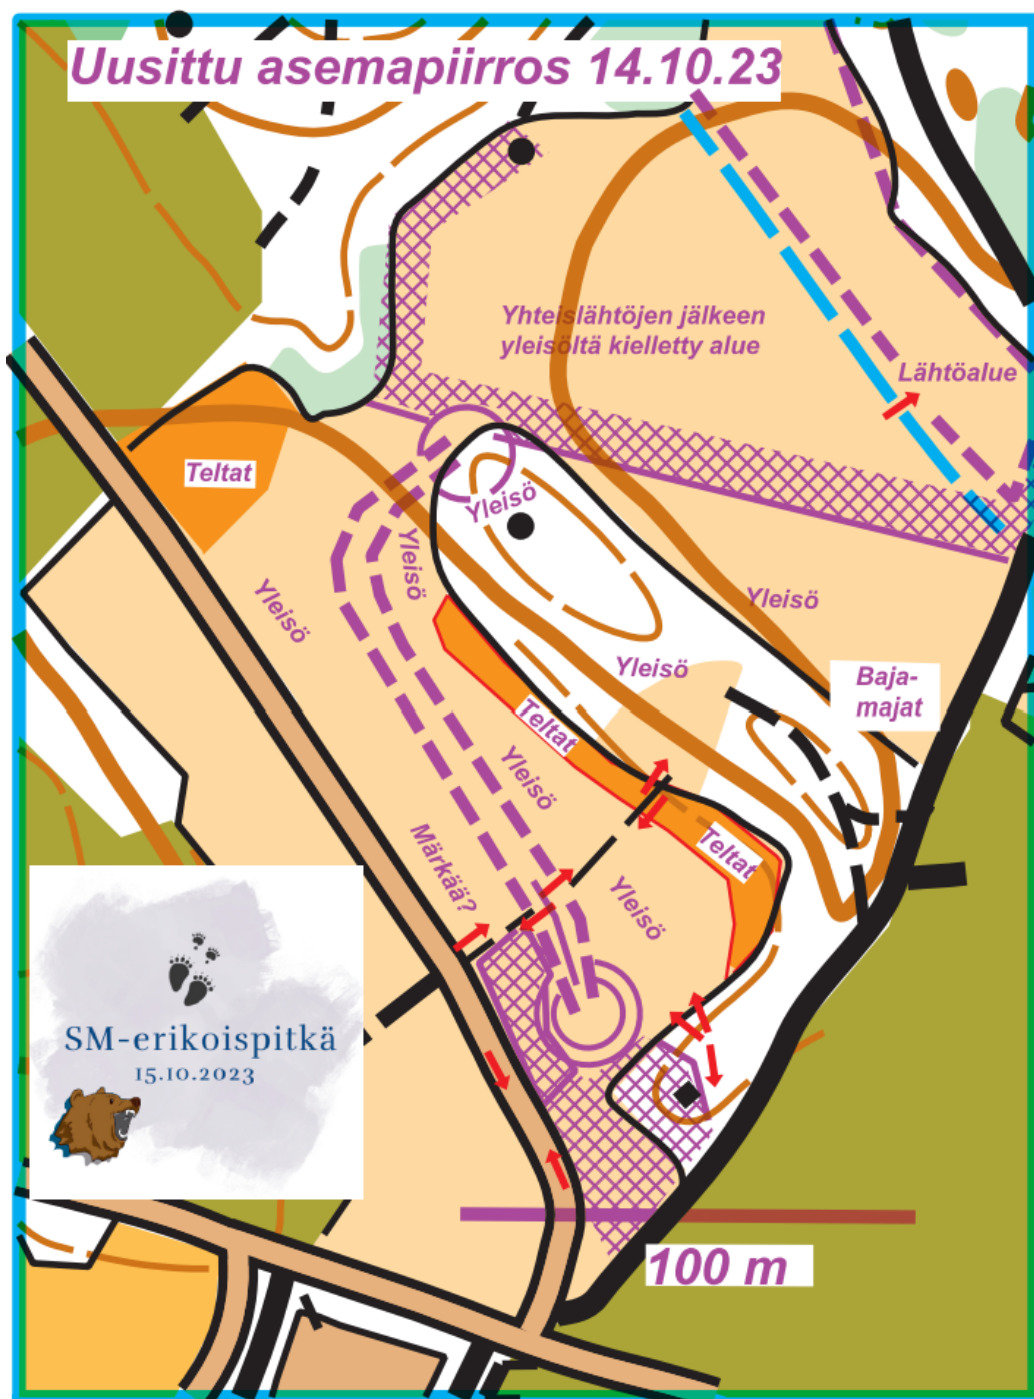 Uusittu asemapiirros 14.10.23
Yhteislähtöjen jälkeen
yleisöltä kielletty alue
Lähtöalue
Teltat
Yleisö
Yleisö
Yleisö
Yleisö
Yleisö
Baja-
majat
Teltat
Yleisö
Teltat
Märkää?
Yleisö
SM-erikoispitkä
15.10.2023
100 m